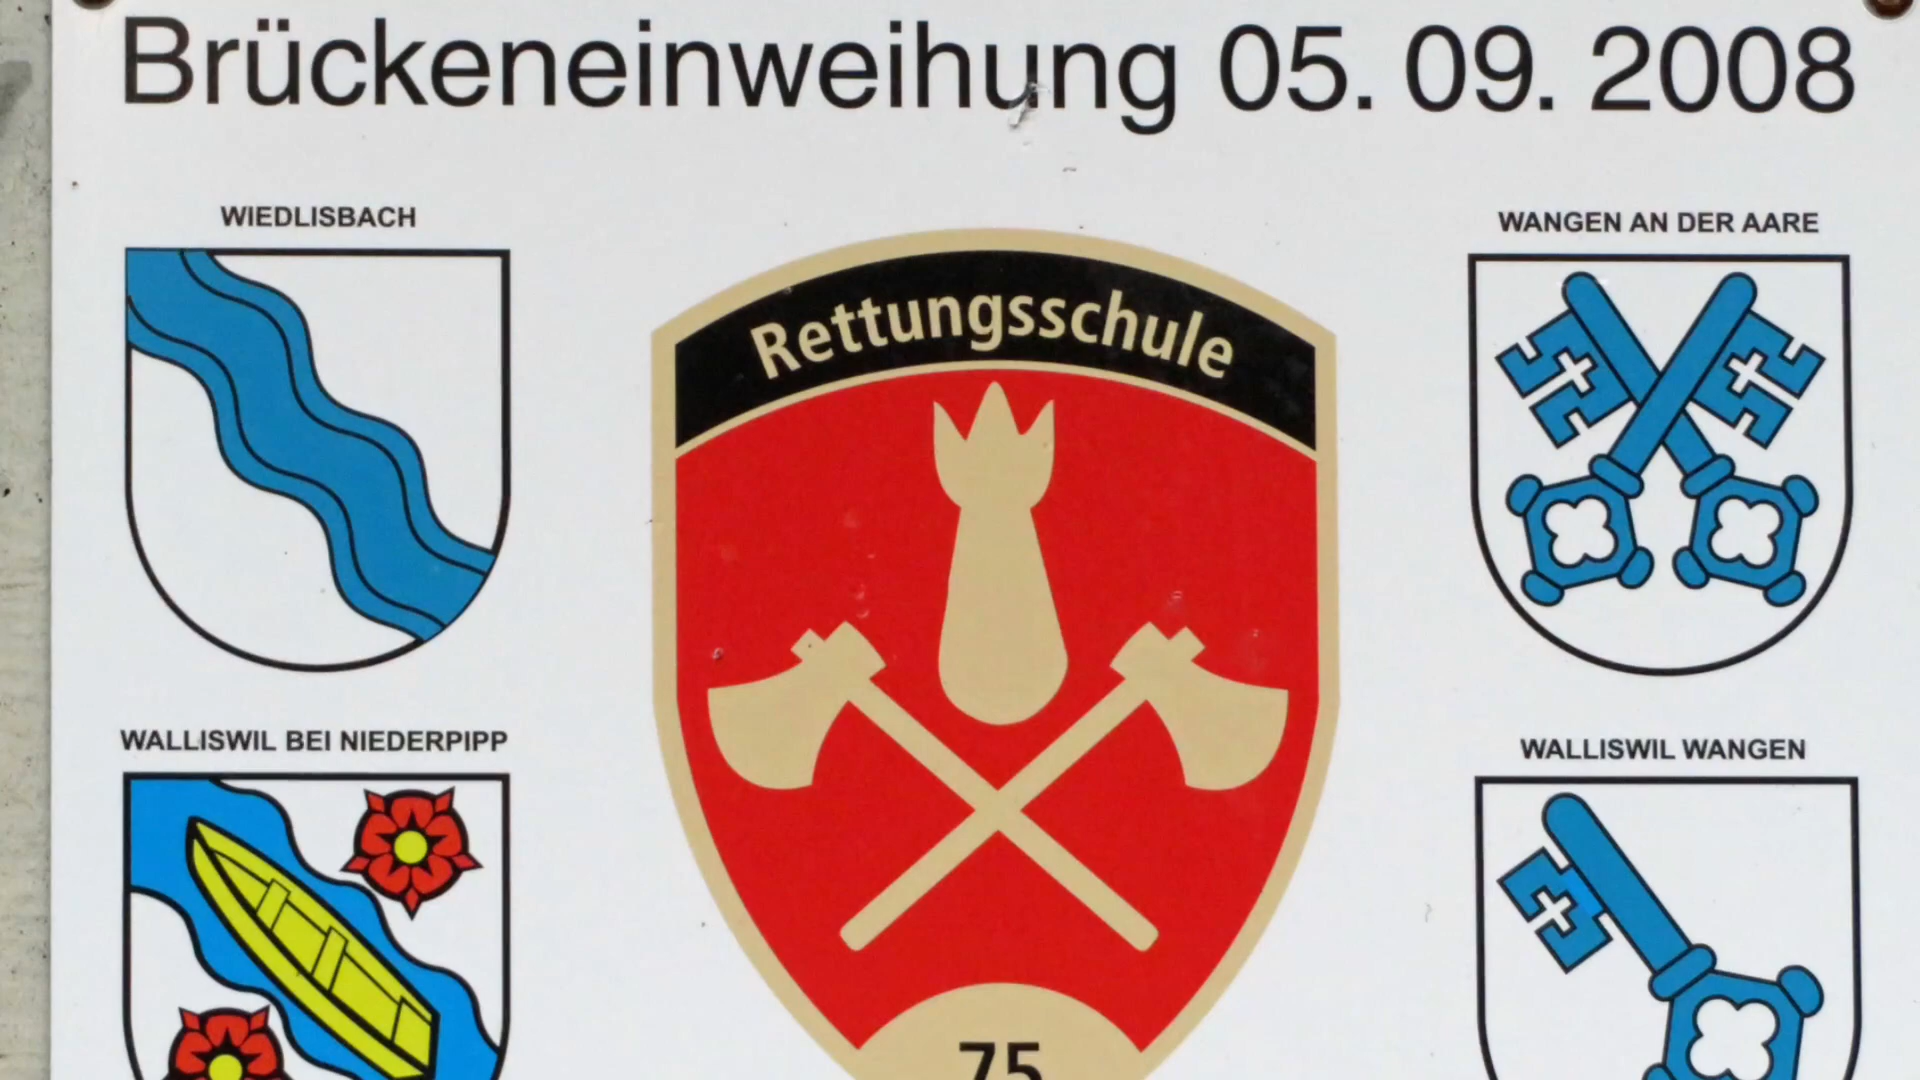 Brückeneinweihung 05. 09. 2008
WIEDLISBACH
WANGEN AN DER AARE
Rettungsschule
WALLISWIL BEI NIEDERPIPP
WALLISWIL WANGEN
75